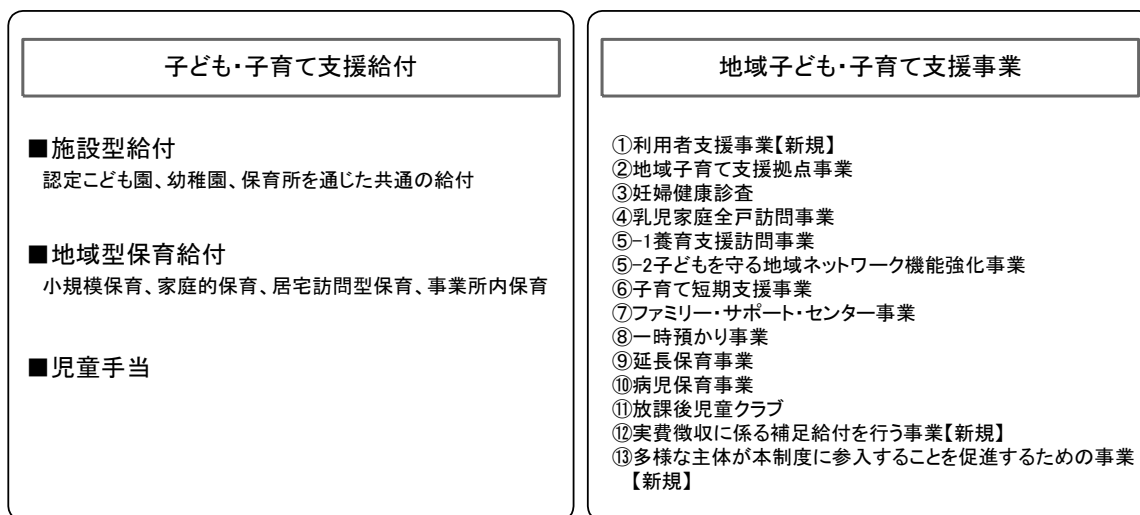 子ども・子育て支援給付
■施設型給付
認定こども園、幼稚園、保育所を通じた共通の給付
■地域型保育給付
小規模保育、家庭的保育、居宅訪問型保育、事業所内保育
■児童手当
地域子ども・子育て支援事業
①利用者支援事業【新規】
②地域子育て支援拠点事業
③妊婦健康診査
④乳児家庭全戸訪問事業
⑤-1養育支援訪問事業
⑤-2子どもを守る地域ネットワーク機能強化事業
⑥子育て短期支援事業
⑦ファミリー・サポート・センター事業
⑧一時預かり事業
⑨延長保育事業
⑩病児保育事業
⑪放課後児童クラブ
⑫実費徴収に係る補足給付を行う事業【新規】
⑬多様な主体が本制度に参入することを促進するための事業
【新規】